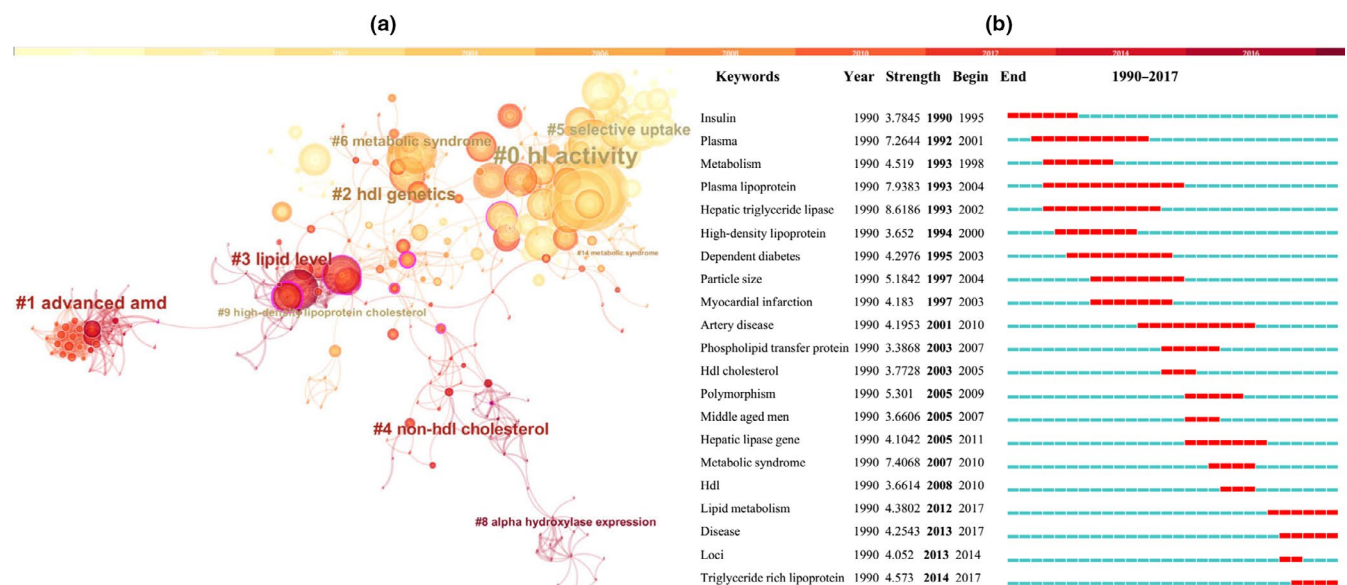 (a)
(b)
2004
2006
2008
2010
2012
2014
2016
#6 metabolic syndrome
#5 selective uptake
#0 hl activity
#2 hdl genetics
#14 metabolic syndrome
#3 lipid level
#1 advanced amd
#9 high-density lipoprotein cholesterol
#4 non-hdl cholesterol
#8 alpha hydroxylase expression
Keywords Year Strength Begin End 1990–2017
Insulin 1990 3.7845 1990 1995
Plasma 1990 7.2644 1992 2001
Metabolism 1990 4.519 1993 1998
Plasma lipoprotein 1990 7.9383 1993 2004
Hepatic triglyceride lipase 1990 8.6186 1993 2002
High-density lipoprotein 1990 3.652 1994 2000
Dependent diabetes 1990 4.2976 1995 2003
Particle size 1990 5.1842 1997 2004
Myocardial infarction 1990 4.183 1997 2003
Artery disease 1990 4.1953 2001 2010
Phospholipid transfer protein 1990 3.3868 2003 2007
Hdl cholesterol 1990 3.7728 2003 2005
Polymorphism 1990 5.301 2005 2009
Middle aged men 1990 3.6606 2005 2007
Hepatic lipase gene 1990 4.1042 2005 2011
Metabolic syndrome 1990 7.4068 2007 2010
Hdl 1990 3.6614 2008 2010
Lipid metabolism 1990 4.3802 2012 2017
Disease 1990 4.2543 2013 2017
Loci 1990 4.052 2013 2014
Triglyceride rich lipoprotein 1990 4.573 2014 2017